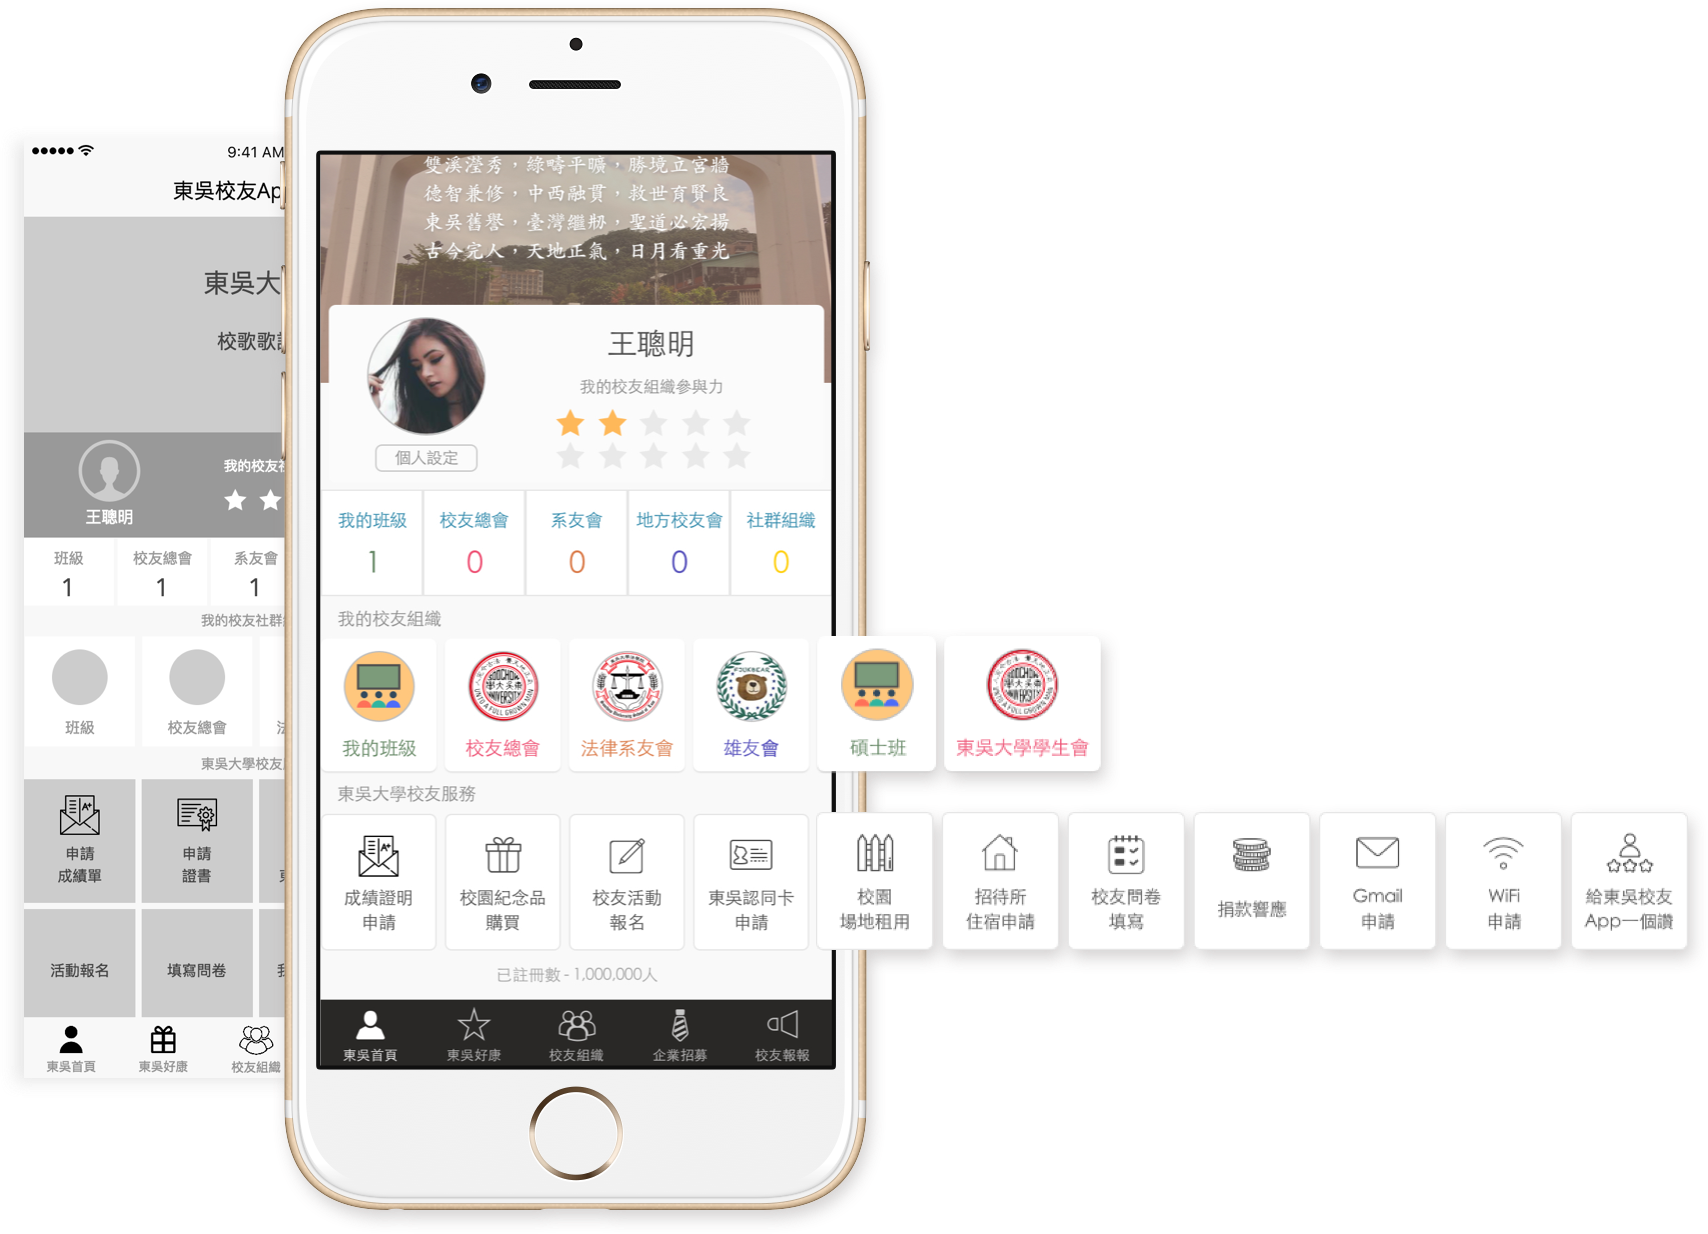 9:41 AM
東吳校友App
東吳大
校歌歌
我的校友社
王聰明
班級
校友總會
系友會
1
1
1
我的校友社群
班級
校友總會
法
東吳大學校友
申請
成績單
申請
證書
活動報名
填寫問卷
東吳首頁
東吳好康
校友組織
雙溪瀅秀，綠疇平曠，勝境立宮牆
德智兼修，中西融貫，救世育賢良
東吳舊譽，臺灣繼刱，聖道必宏揚
古今完人，天地正氣，日月看重光
王聰明
我的校友組織參與力
個人設定
我的班級
校友總會
系友會
地方校友會
社群組織
1
0
0
0
0
我的校友組織
我的班級
校友總會
法律系友會
雄友會
碩士班
東吳大學學生會
東吳大學校友服務
成績證明
申請
校園紀念品
購買
校友活動
報名
東吳認同卡
申請
校園
場地租用
招待所
住宿申請
校友問卷
填寫
捐款響應
Gmail
申請
WiFi
申請
給東吳校友
App一個讚
已註冊數 - 1,000,000人
東吳首頁
東吳好康
校友組織
企業招募
校友報報